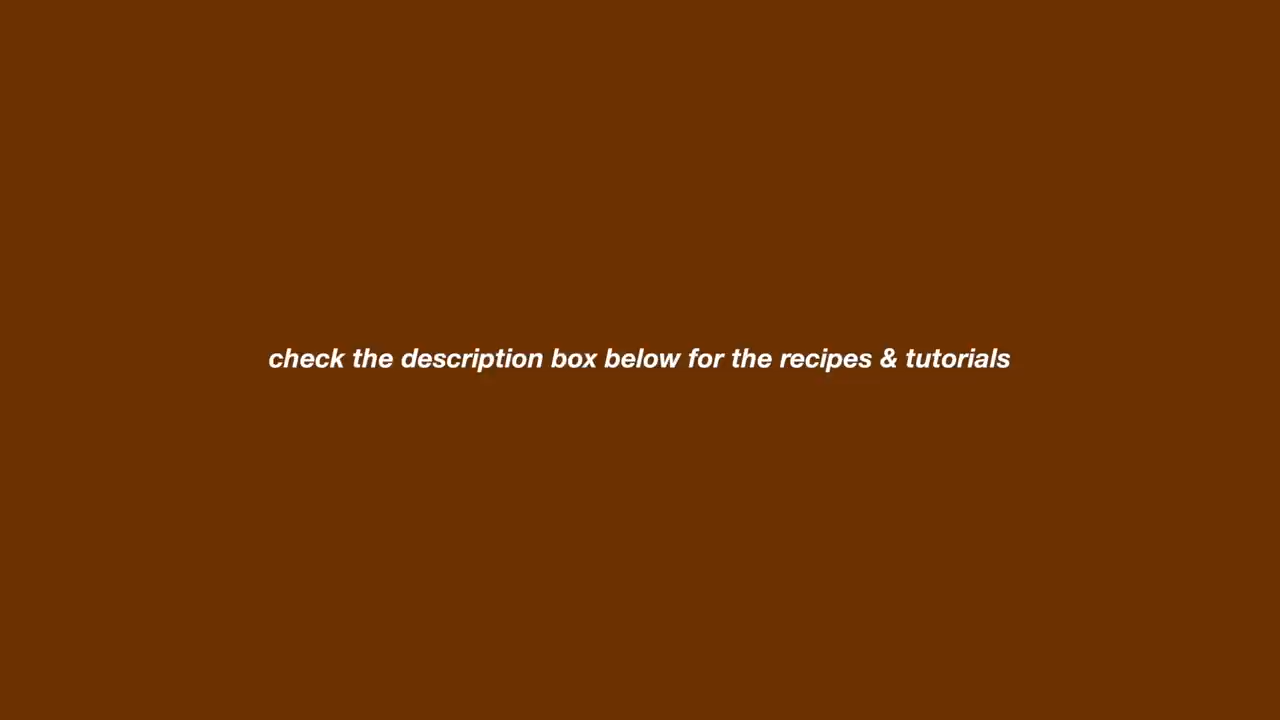 check the description box below for the recipes & tutorials